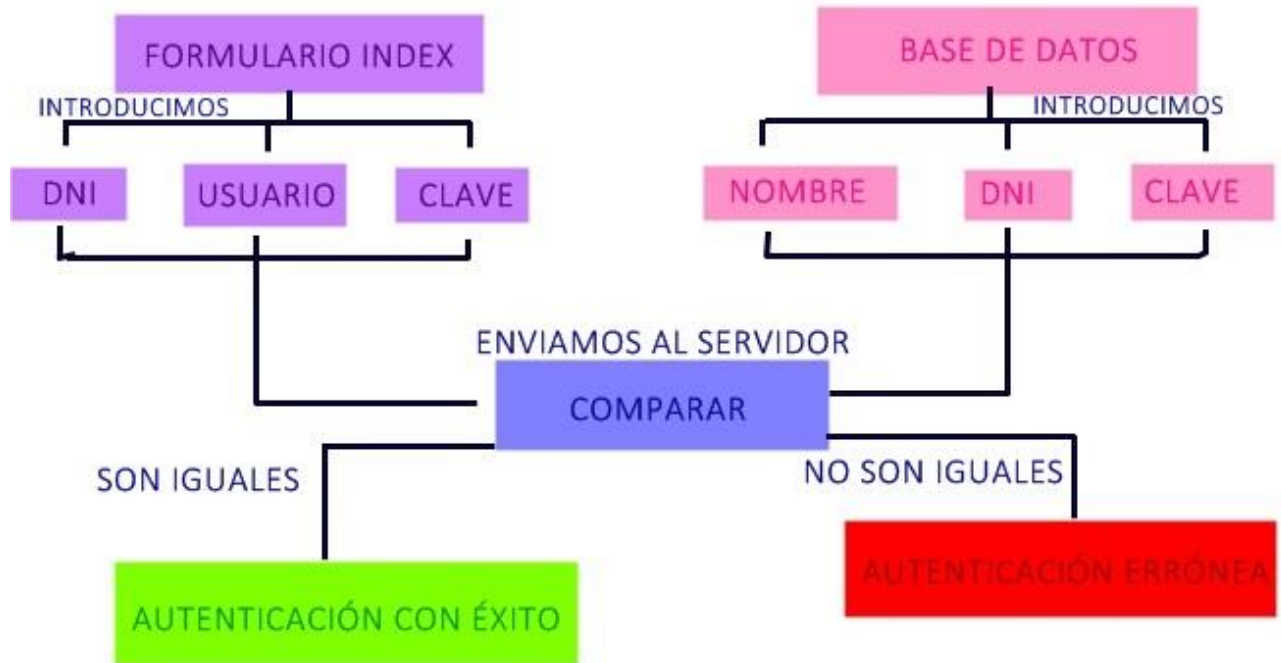 FORMULARIO INDEX
BASE DE DATOS
INTRODUCIMOS
INTRODUCIMOS
DNI
USUARIO
CLAVE
NOMBRE
DNI
CLAVE
ENVIAMOS AL SERVIDOR
COMPARAR
SON IGUALES
NO SON IGUALES
AUTENTICACIÓN CON ÉXITO
AUTENTICACIÓN ERRÓNEA